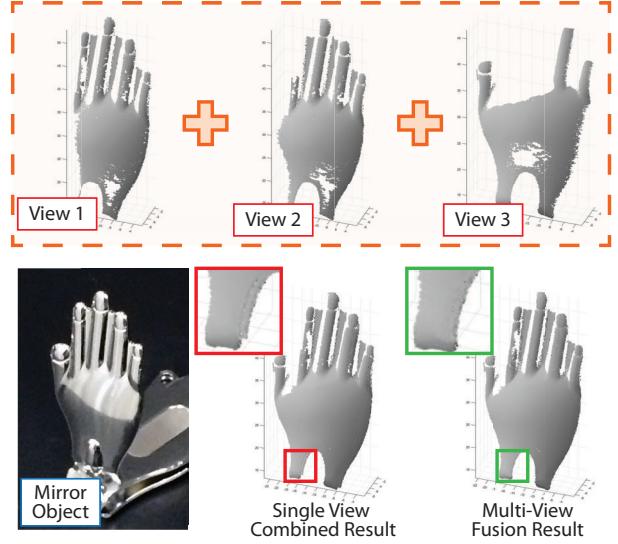 View 1
View 2
View 3
Mirror
Object
Single View
Combined Result
Multi-View
Fusion Result